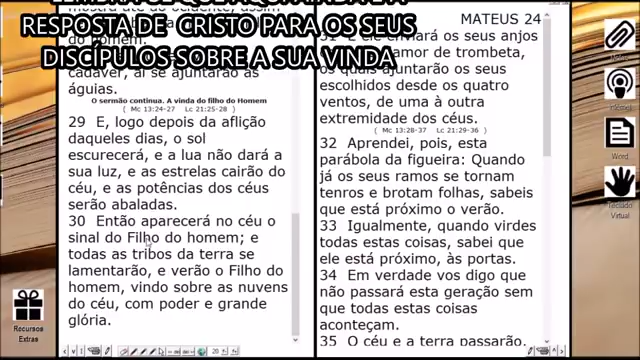 RESPOSTA DE CRISTO PARA OS SEUS
DISCÍPULOS SOBRE A SUA VINDA
cadáver, aí se ajuntarão as
águias.
O sermão continua. A vinda do filho do Homem
( Mc 13:24-27 Lc 21:25-28 )
29 E, logo depois da aflição
daqueles dias, o sol
escurecerá, e a lua não dará a
sua luz, e as estrelas cairão do
céu, e as potências dos céus
serão abaladas.
30 Então aparecerá no céu o
sinal do Filho do homem; e
todas as tribos da terra se
lamentarão, e verão o Filho do
homem, vindo sobre as nuvens
do céu, com poder e grande
glória.
MATEUS 24
31 E ele enviará os seus anjos
amor de trombeta,
os quais ajuntarão os seus
escolhidos desde os quatro
ventos, de uma à outra
extremidade dos céus.
( Mc 13:28-37 Lc 21:29-36 )
32 Aprendei, pois, esta
parábola da figueira: Quando
já os seus ramos se tornam
tenros e brotam folhas, sabeis
que está próximo o verão.
33 Igualmente, quando virdes
todas estas coisas, sabei que
ele está próximo, às portas.
34 Em verdade vos digo que
não passará esta geração sem
que todas estas coisas
aconteçam.
35 O céu e a terra passarão,
Word
Teclado
Virtual
Recursos
Extras
20